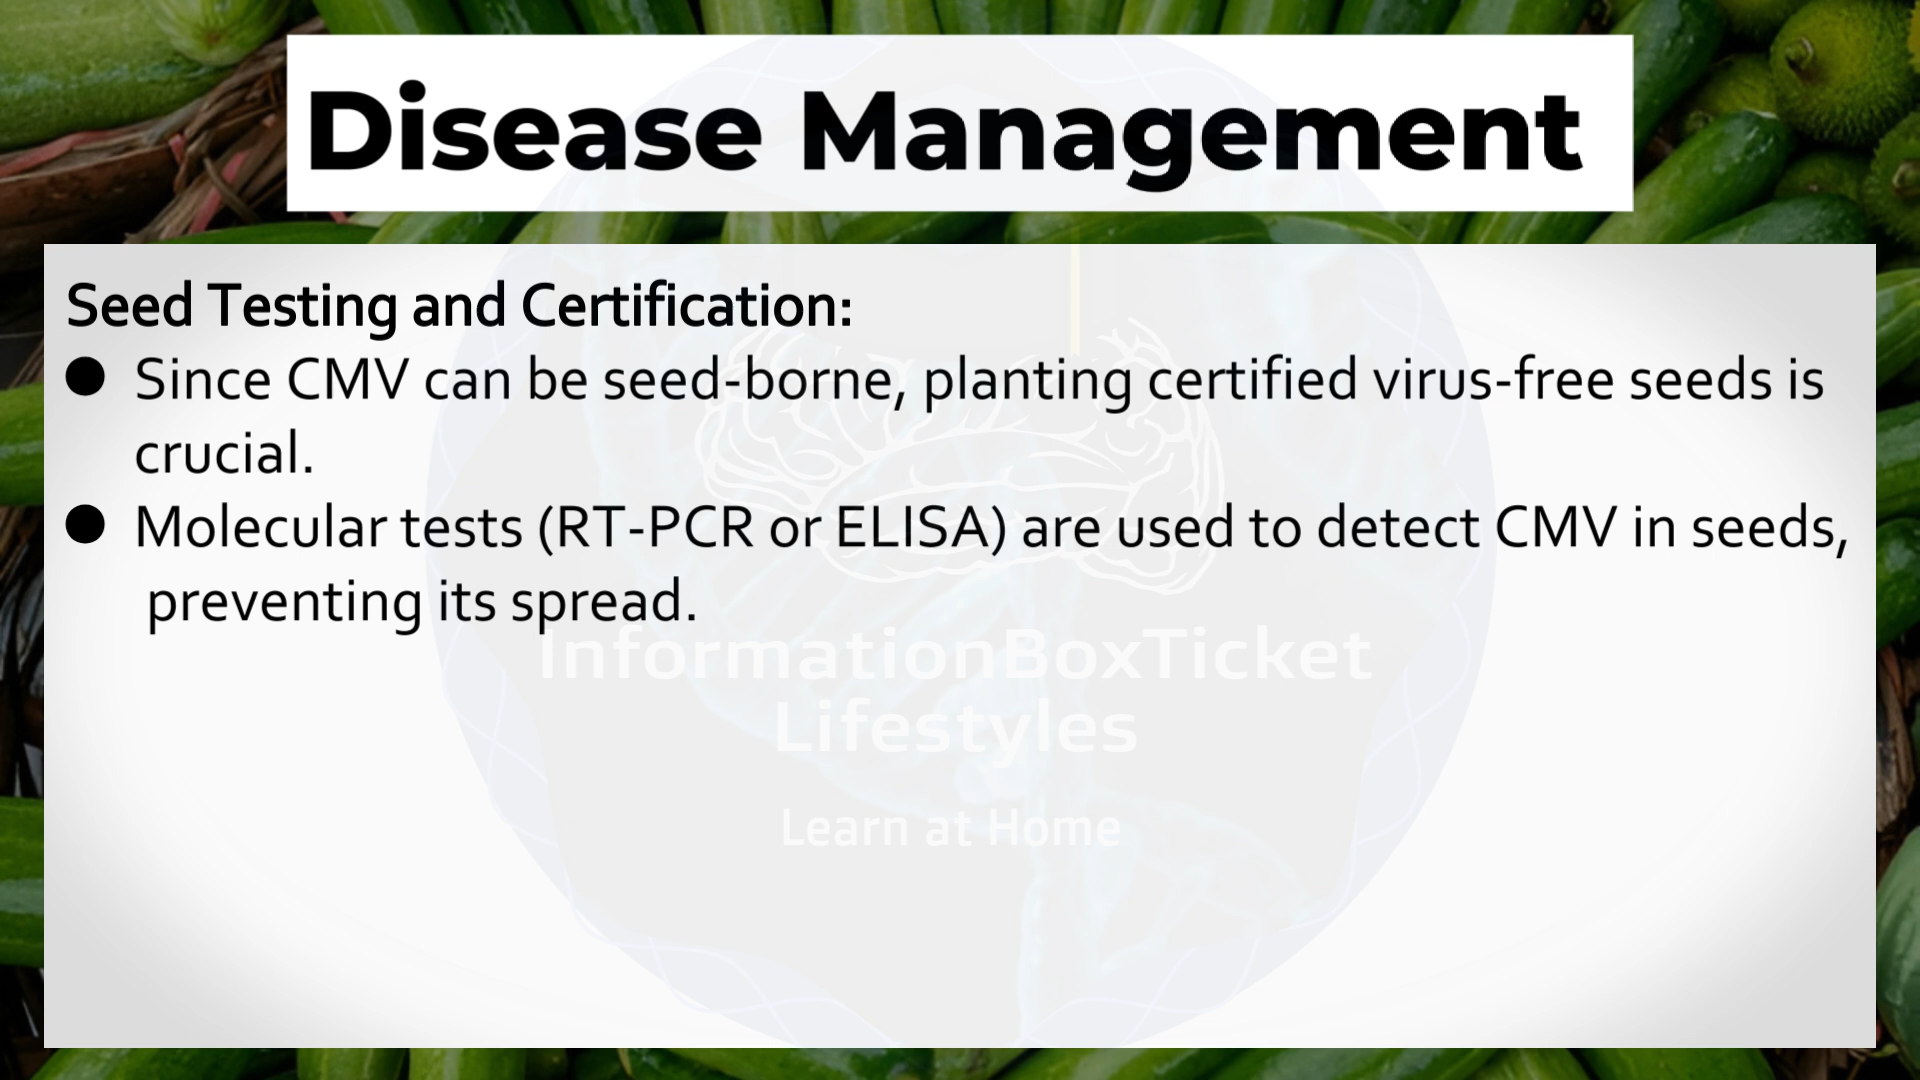 Disease Management
Seed Testing and Certification:
● Since CMV can be seed-borne, planting certified virus-free seeds is
crucial.
● Molecular tests (RT-PCR or ELISA) are used to detect CMV in seeds,
preventing its spread.
InformationBoxTicket
Lifestyles
Learn at Home